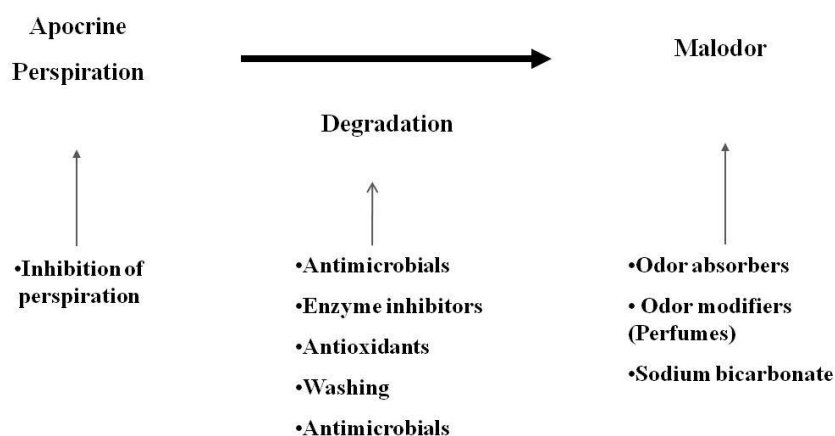 Apocrine
Perspiration
Malodor
Degradation
•Inhibition of
perspiration
•Antimicrobials
•Enzyme inhibitors
•Antioxidants
•Washing
•Antimicrobials
•Odor absorbers
• Odor modifiers
(Perfumes)
•Sodium bicarbonate